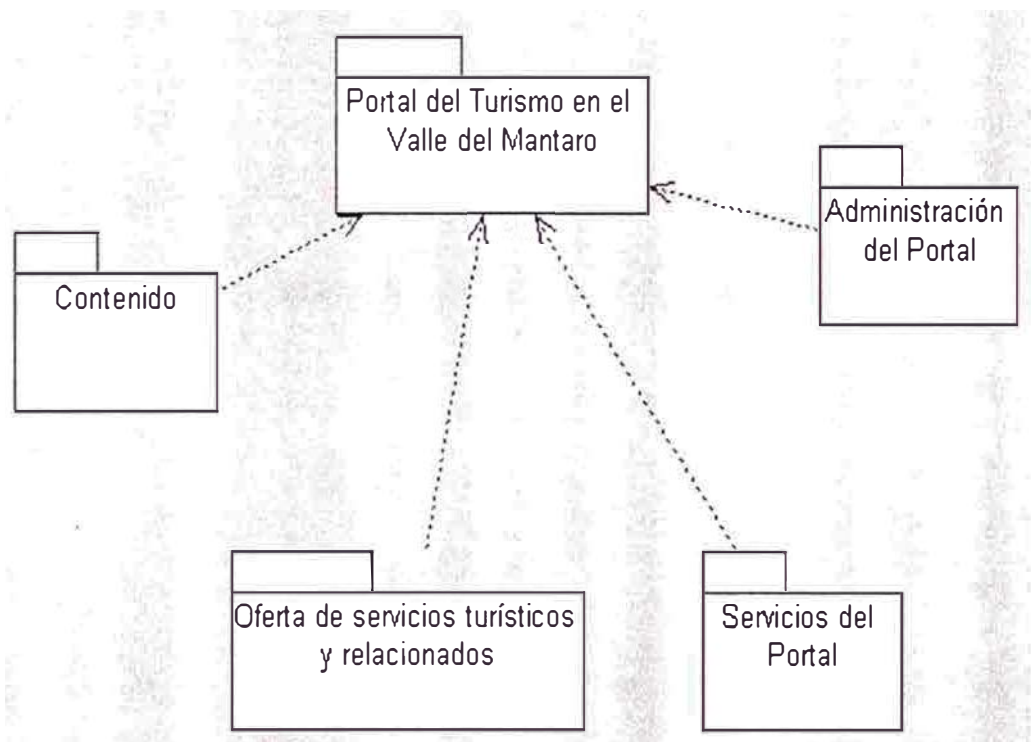 Portal del Turismo en el
Valle del Mantaro
Administración
del Portal
Contenido
Oferta de servicios turísticos
y relacionados
Servicios del
Portal